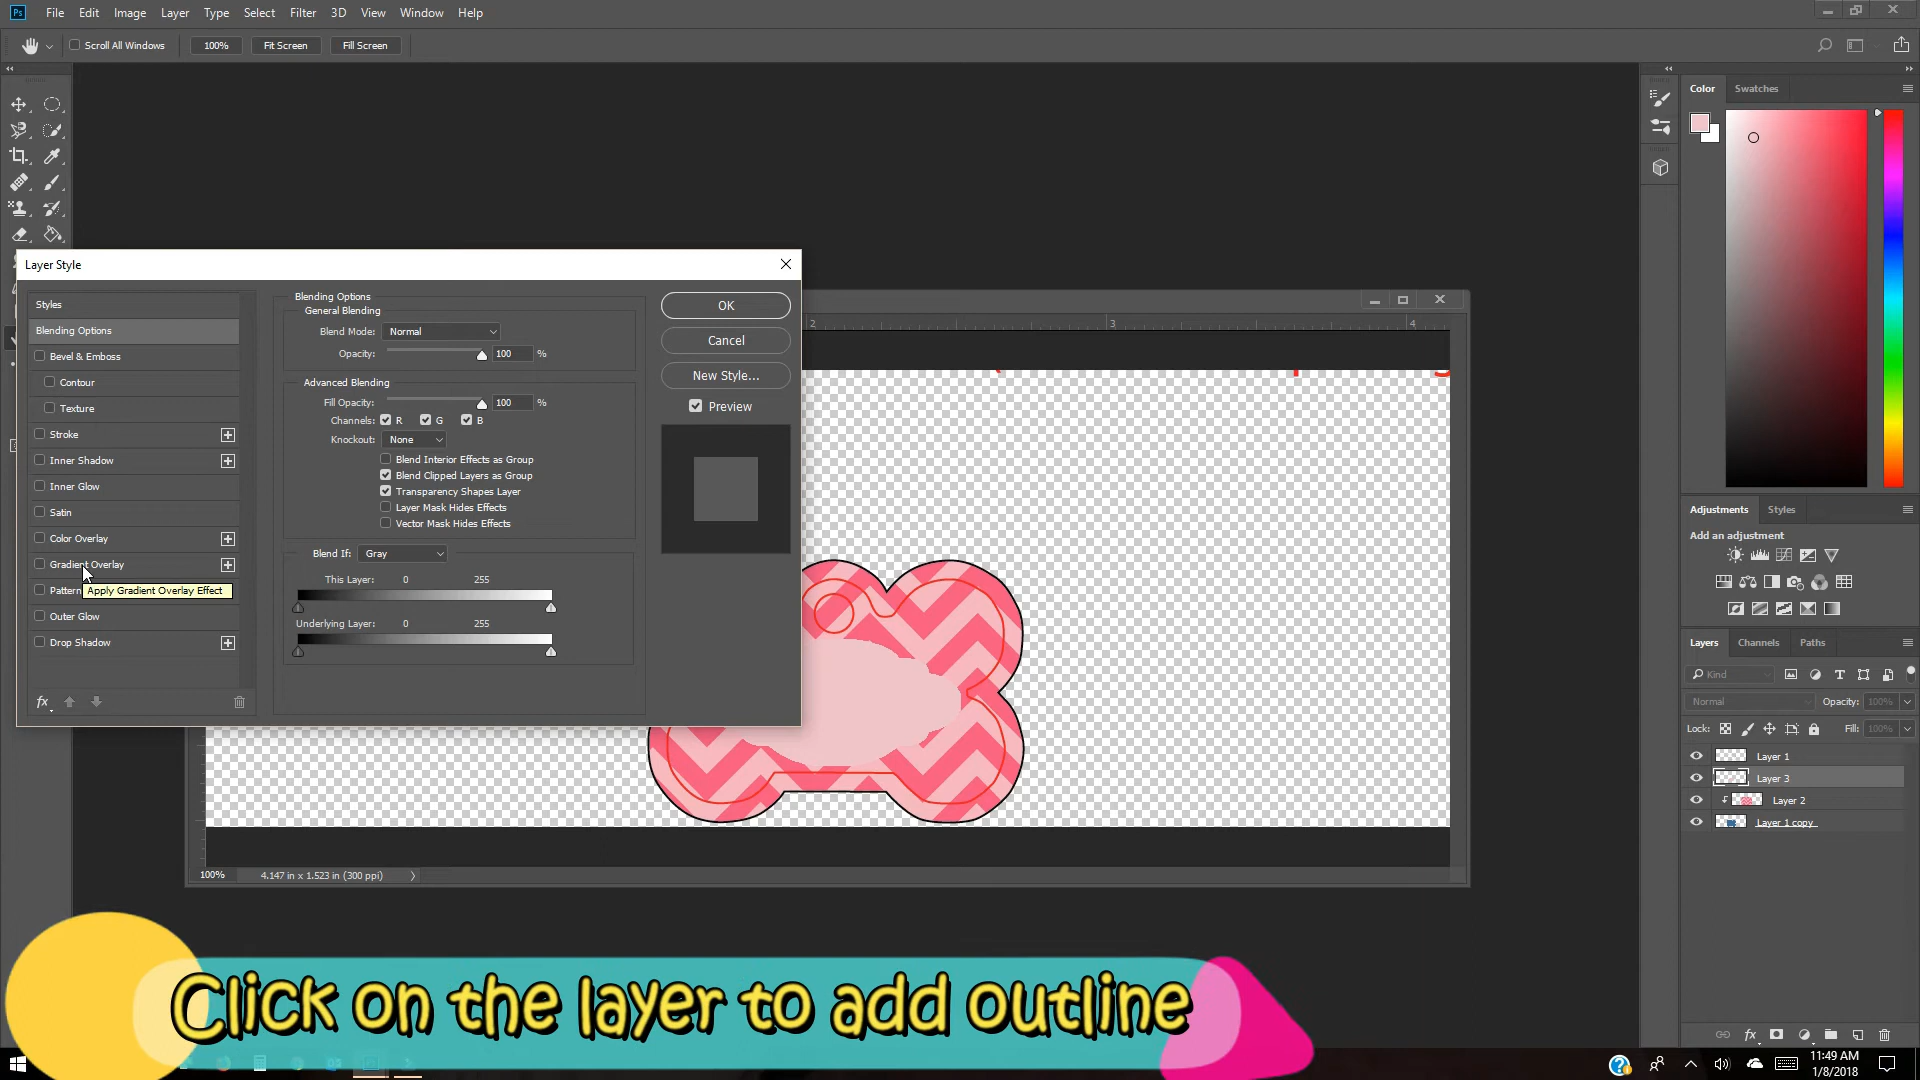 Ps File Edit Image Layer Type Select Filter 3D View Window Help
Scroll All Windows 100% Fit Screen Fill Screen
Color Swatches
Layer Style
Styles
Blending Options
Bevel & Emboss
Contour
Texture
Stroke
Inner Shadow
Inner Glow
Satin
Color Overlay
Gradient Overlay
Pattern
Apply Gradient Overlay Effect
Outer Glow
Drop Shadow
fx
Blending Options
General Blending
Blend Mode: Normal
Opacity: 100 %
Advanced Blending
Fill Opacity: 100 %
Channels: R G B
Knockout: None
Blend Interior Effects as Group
Blend Clipped Layers as Group
Transparency Shapes Layer
Layer Mask Hides Effects
Vector Mask Hides Effects
Blend If: Gray
This Layer: 0 255
Underlying Layer: 0 255
OK
Cancel
New Style...
Preview
2 3 4
100% 4.147 in x 1.523 in (300 ppi)
Adjustments Styles
Add an adjustment
Layers Channels Paths
Kind
Normal Opacity: 100%
Lock: Fill: 100%
Layer 1
Layer 3
Layer 2
Layer 1 copy
fx
Click on the layer to add outline
11:49 AM
1/8/2018